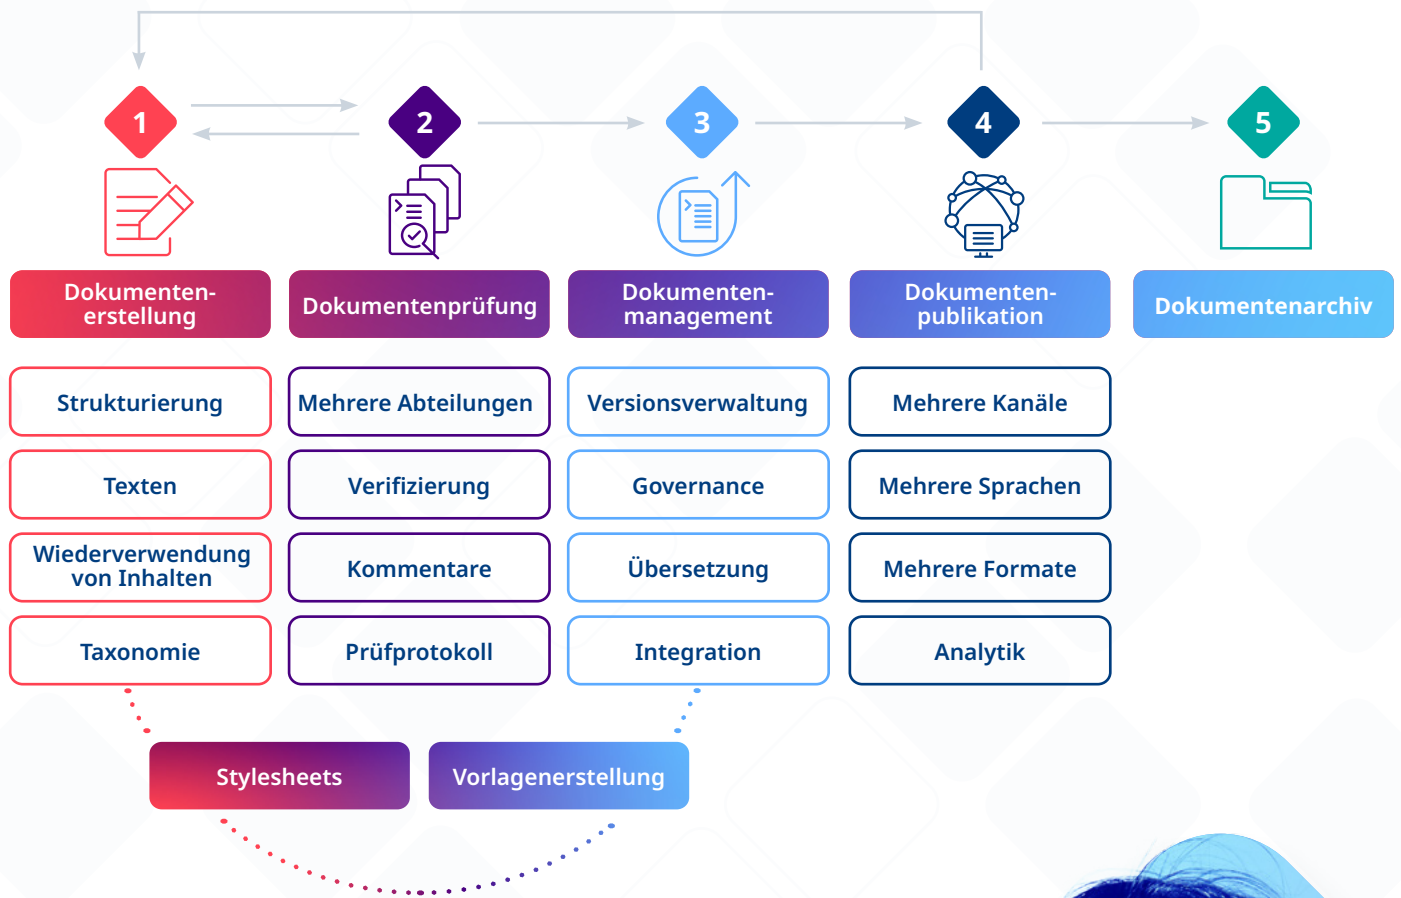 1
2
3
4
5
Dokumenten-
erstellung
Dokumentenprüfung
Dokumenten-
management
Dokumenten-
publikation
Dokumentenarchiv
Strukturierung
Mehrere Abteilungen
Versionsverwaltung
Mehrere Kanäle
Texten
Verifizierung
Governance
Mehrere Sprachen
Wiederverwendung
von Inhalten
Kommentare
Übersetzung
Mehrere Formate
Taxonomie
Prüfprotokoll
Integration
Analytik
Stylesheets
Vorlagenerstellung